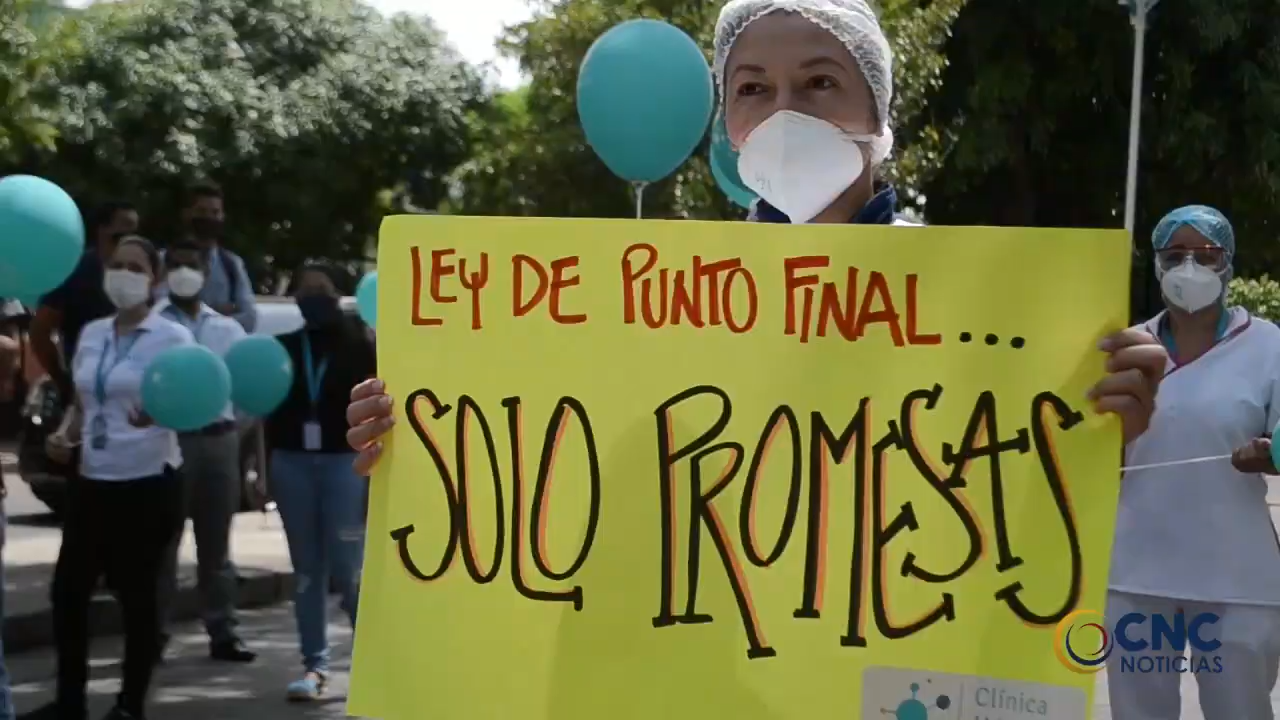 LEY DE PUNTO FINAL...
SOLO PROMESAS
CNC
NOTICIAS
Clínica